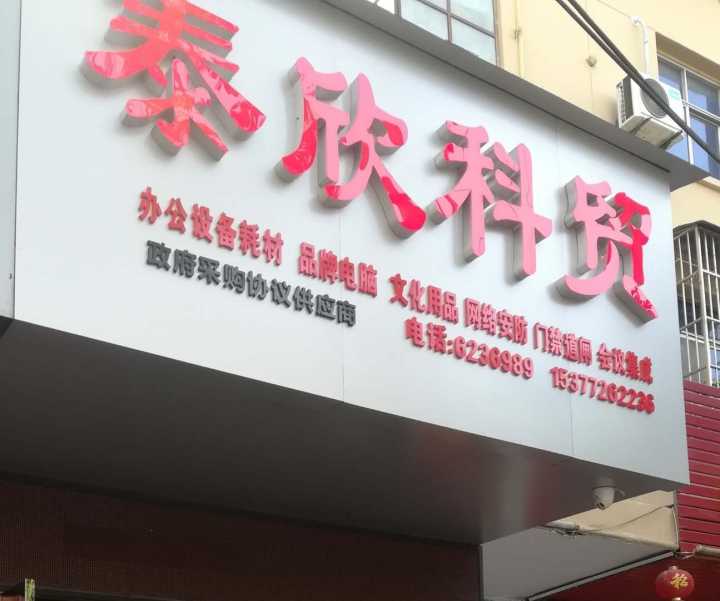 泰欣科贸
办公设备耗材 品牌电脑 文化用品 网络安防 门禁道闸 会议集成
政府采购协议供应商
电话:6236989 15377262236
招